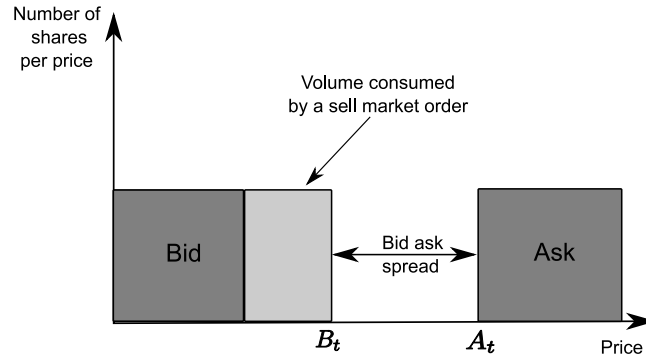 Number of
shares
per price
Volume consumed
by a sell market order
Bid
Bid ask
spread
Ask
B_t
A_t
Price